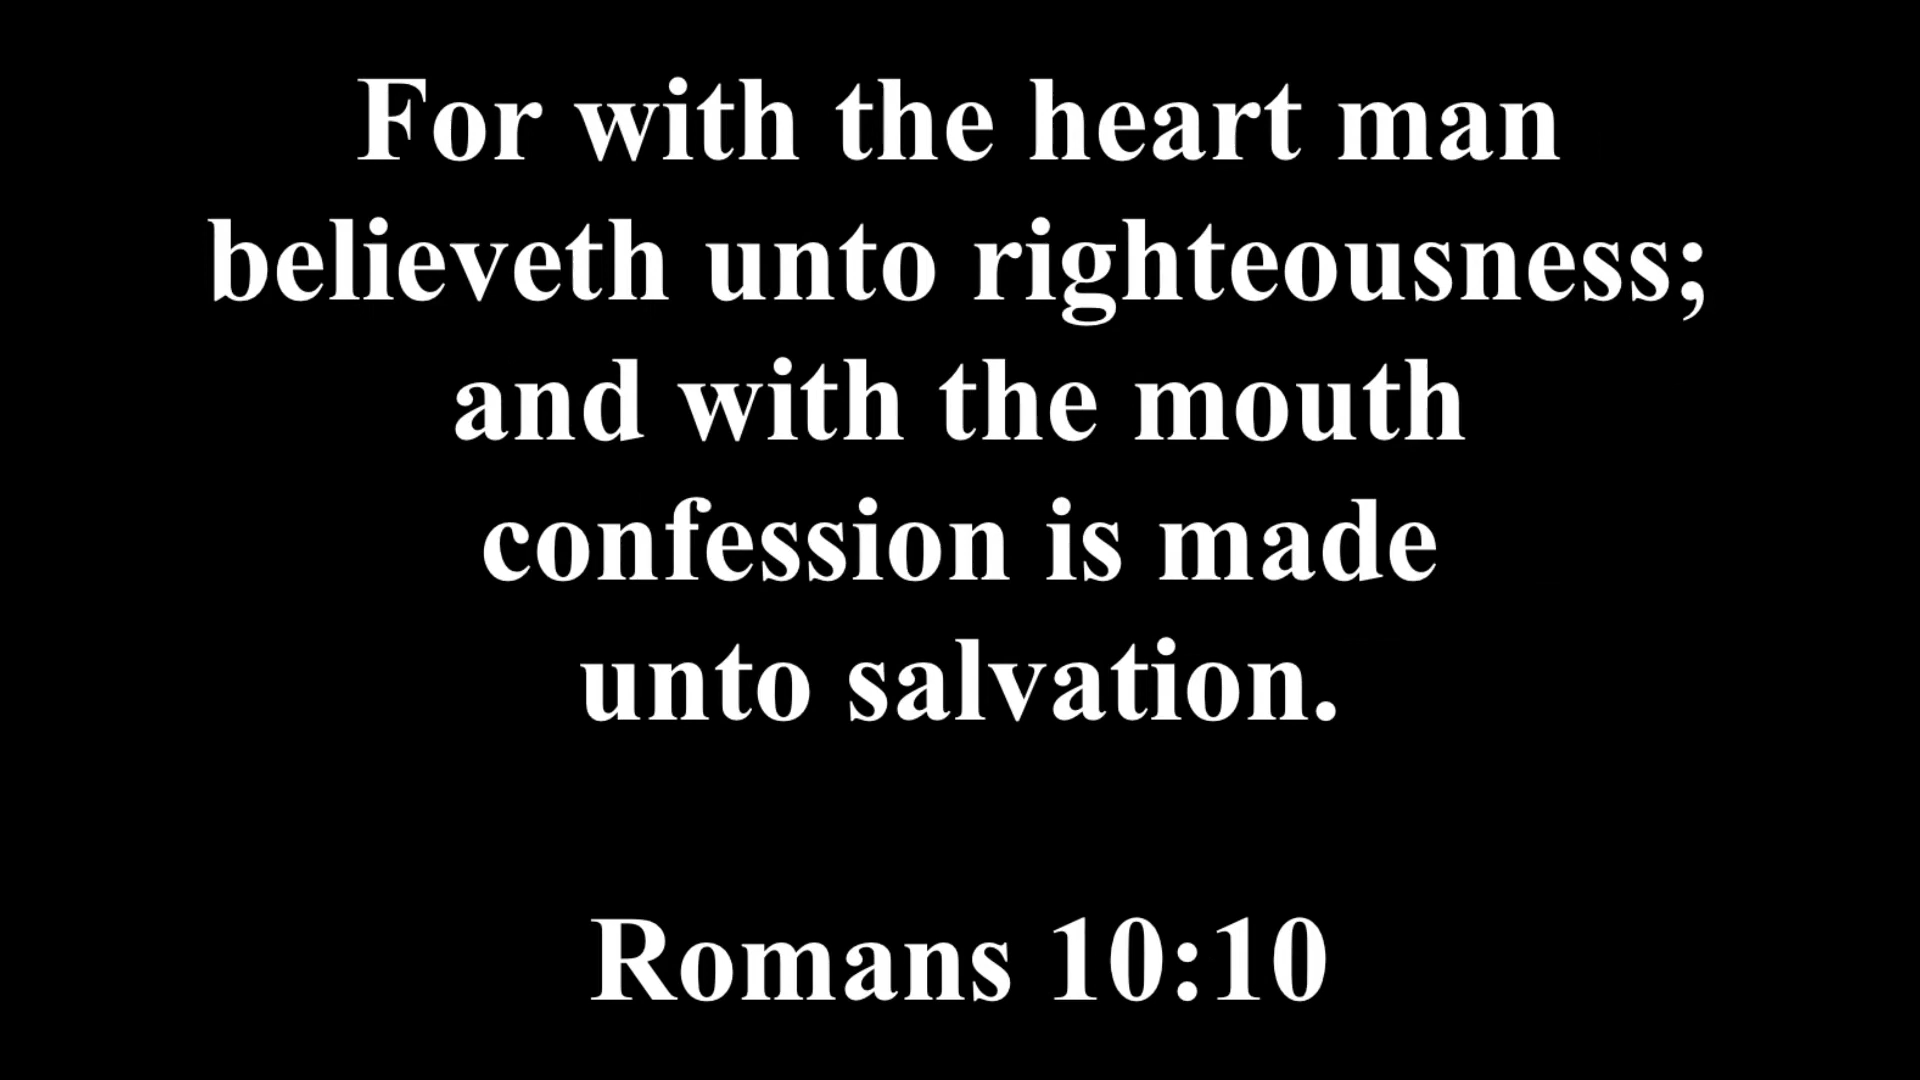 For with the heart man
believeth unto righteousness;
and with the mouth
confession is made
unto salvation.
Romans 10:10